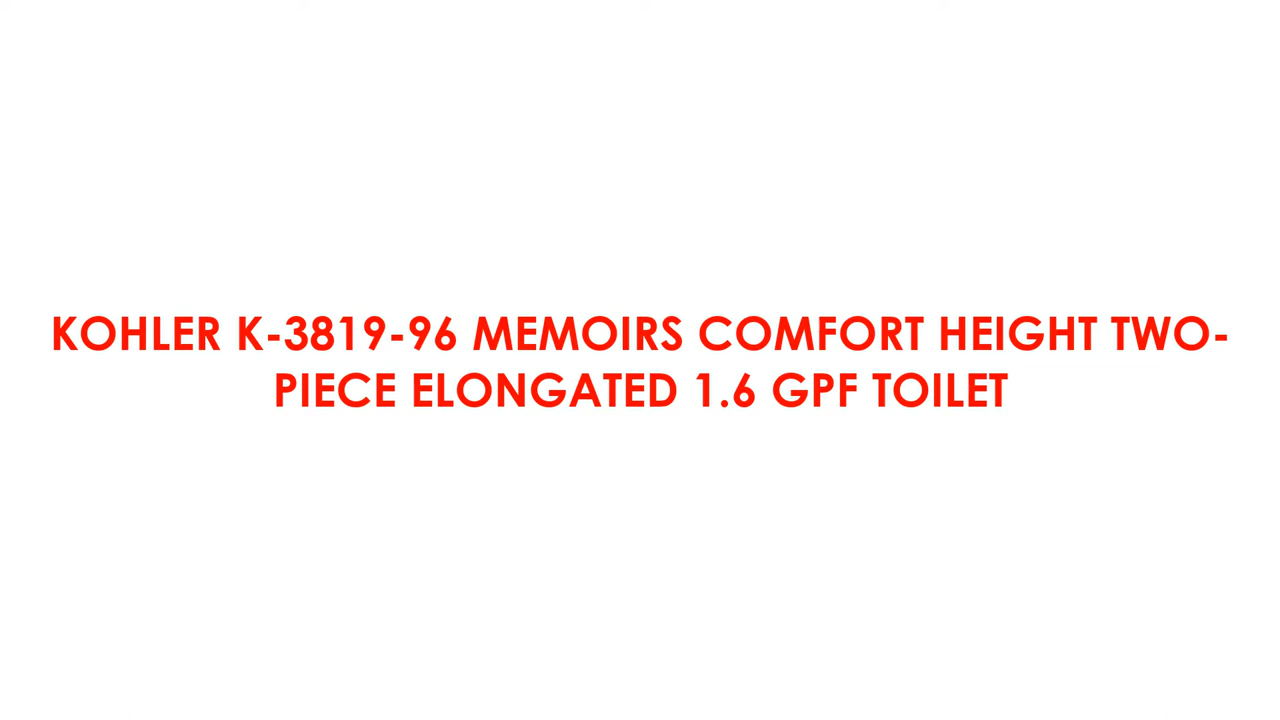 KOHLER K-3819-96 MEMOIRS COMFORT HEIGHT TWO-
PIECE ELONGATED 1.6 GPF TOILET